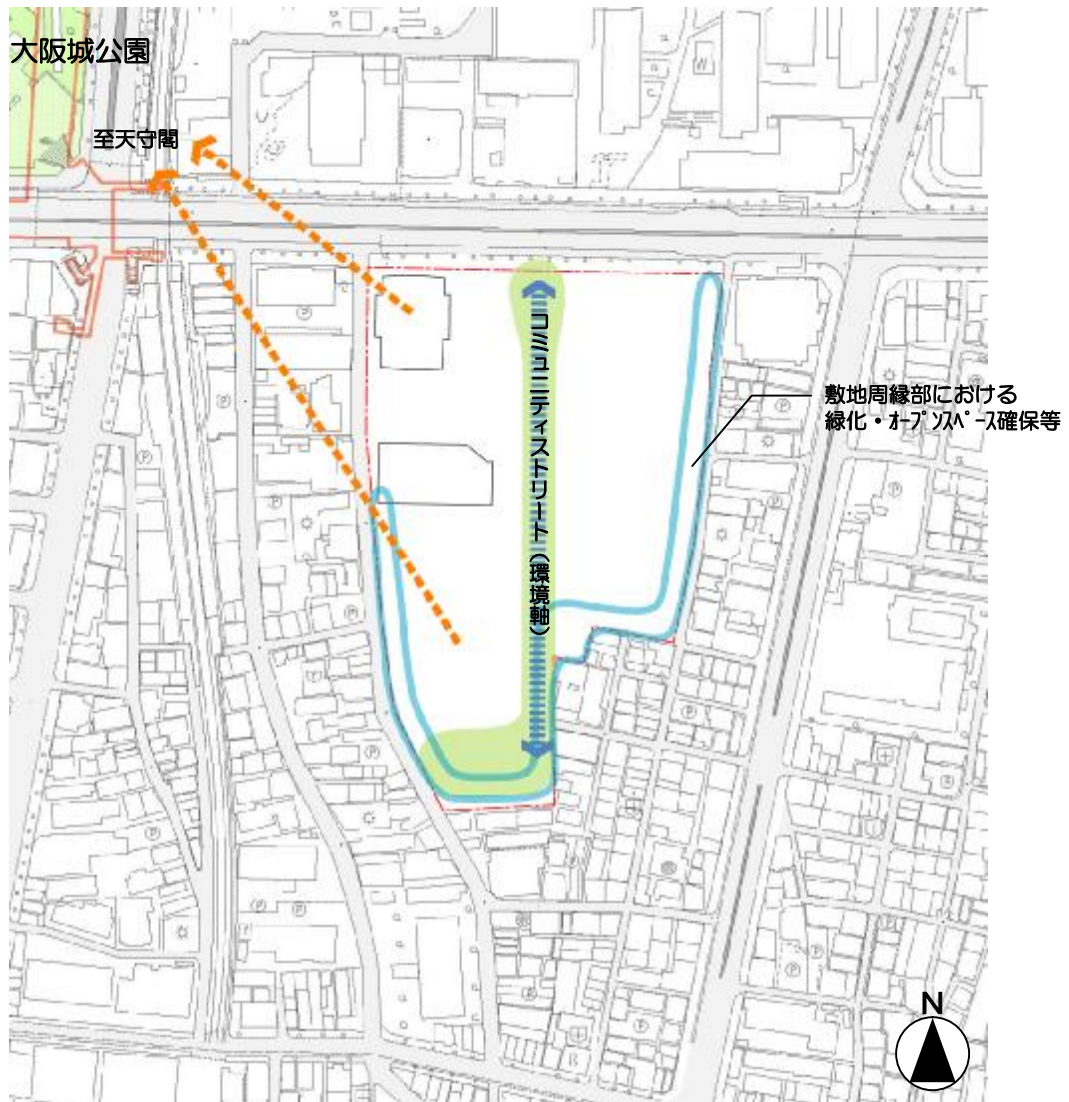 大阪城公園
至天守閣
コミュニティストリート（環境軸）
敷地周縁部における
緑化・ｵｰﾌﾟﾝｽﾍﾟｰｽ確保等
N